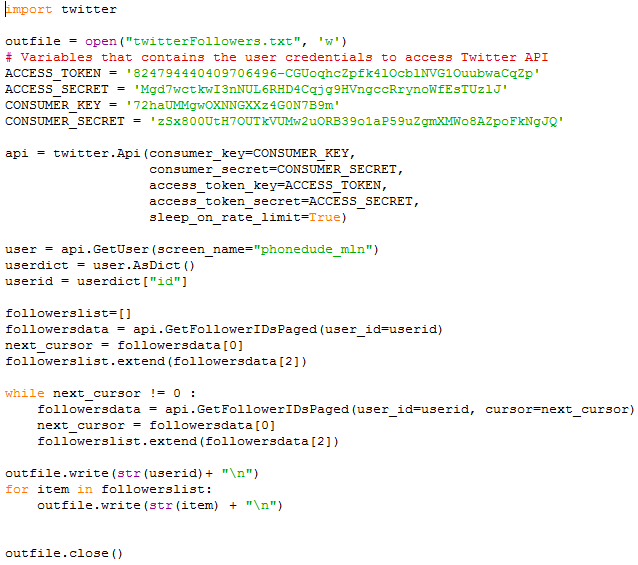 import twitter
outfile = open("twitterFollowers.txt", 'w')
# Variables that contains the user credentials to access Twitter API
ACCESS_TOKEN = '824794440409706496-CGUoqhcZpfk4lOcblNVG1OuubwaCqZp'
ACCESS_SECRET = 'Mgd7wctkwI3nNUL6RHD4Cqjg9HVngccRrynoWfEsTUzlJ'
CONSUMER_KEY = '72haUMMgwOXNNGXXz4G0N7B9m'
CONSUMER_SECRET = 'zSx800UtH7OUTkVUMw2uORB39o1aP59uZgmXMWo8AZpoFkNgJQ'
api = twitter.Api(consumer_key=CONSUMER_KEY,
consumer_secret=CONSUMER_SECRET,
access_token_key=ACCESS_TOKEN,
access_token_secret=ACCESS_SECRET,
sleep_on_rate_limit=True)
user = api.GetUser(screen_name="phonedude_mln")
userdict = user.AsDict()
userid = userdict["id"]
followerslist=[]
followersdata = api.GetFollowerIDsPaged(user_id=userid)
next_cursor = followersdata[0]
followerslist.extend(followersdata[2])
while next_cursor != 0 :
followersdata = api.GetFollowerIDsPaged(user_id=userid, cursor=next_cursor)
next_cursor = followersdata[0]
followerslist.extend(followersdata[2])
outfile.write(str(userid)+ "\n")
for item in followerslist:
outfile.write(str(item) + "\n")
outfile.close()